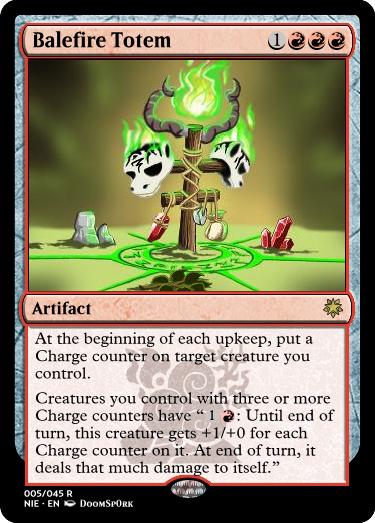 Balefire Totem 1
Artifact
At the beginning of each upkeep, put a
Charge counter on target creature you
control.
Creatures you control with three or more
Charge counters have “ 1 : Until end of
turn, this creature gets +1/+0 for each
Charge counter on it. At end of turn, it
deals that much damage to itself.”
005/045 R
NIE · EN DoomSp0rk